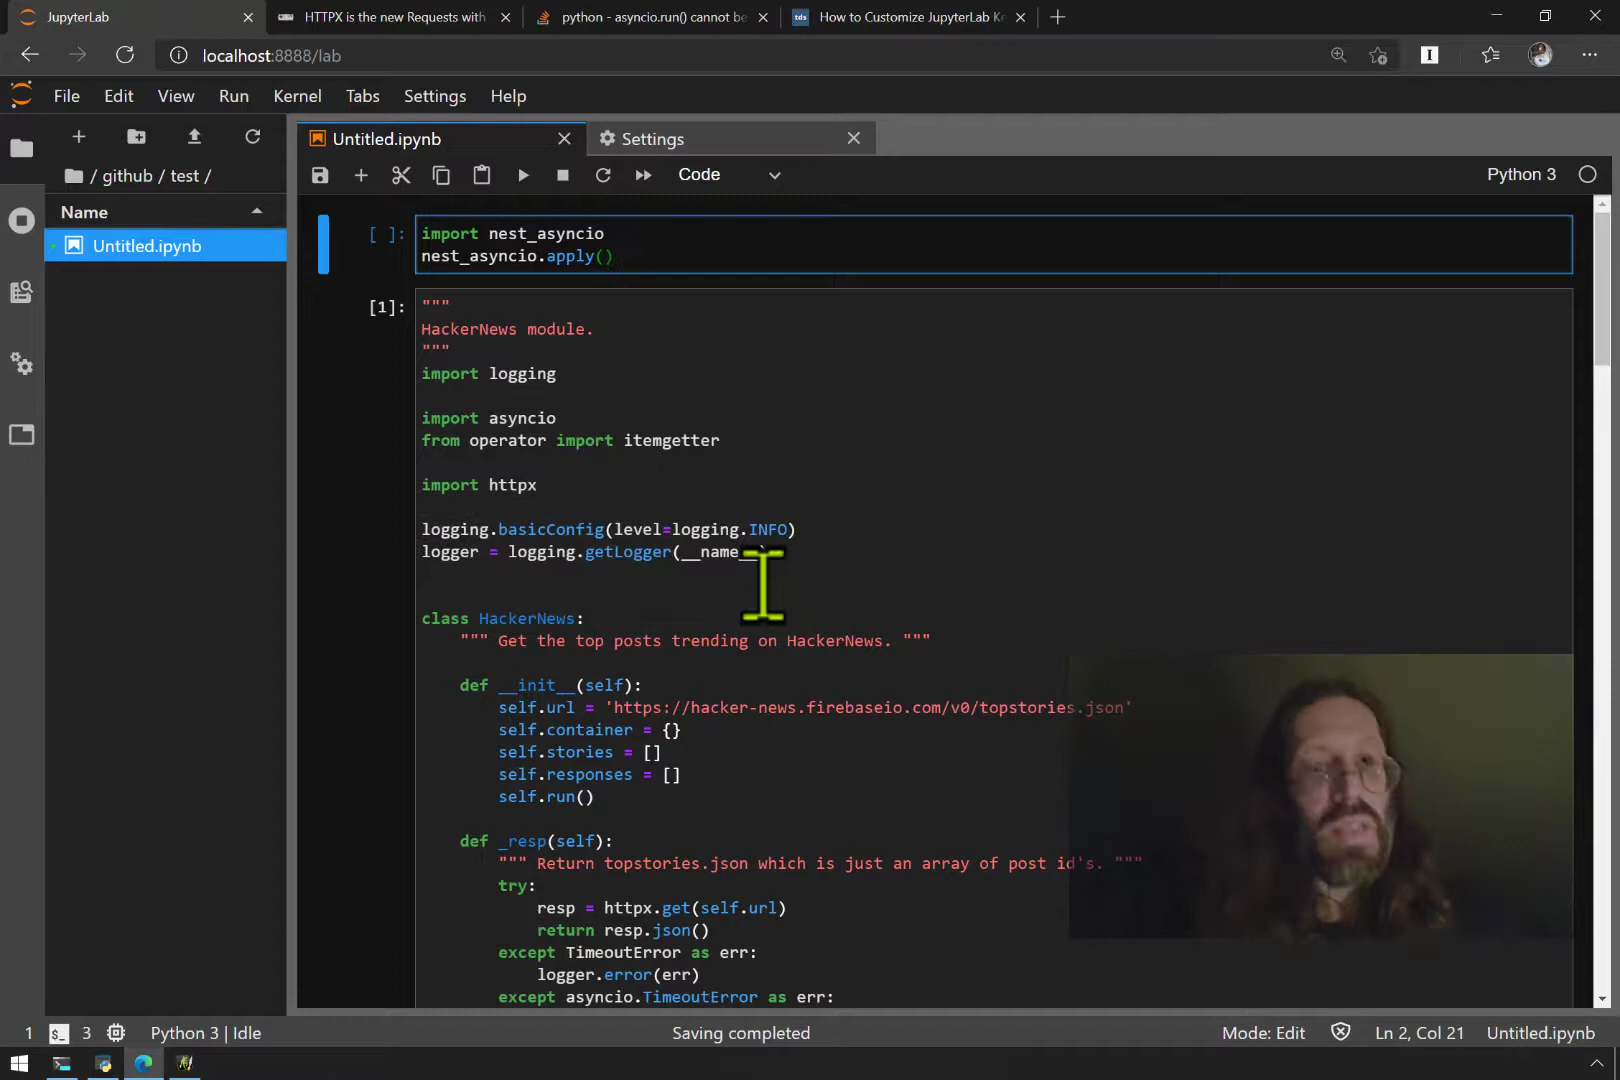 JupyterLab
HTTPX is the new Requests with
python - asyncio.run() cannot be
tds
How to Customize JupyterLab Ke
localhost:8888/lab
File
Edit
View
Run
Kernel
Tabs
Settings
Help
Untitled.ipynb
Settings
/ github / test /
Code
Python 3
Name
Untitled.ipynb
[ ]:
import nest_asyncio
nest_asyncio.apply()
[1]:
"""
HackerNews module.
"""
import logging
import asyncio
from operator import itemgetter
import httpx
logging.basicConfig(level=logging.INFO)
logger = logging.getLogger(__name__)
class HackerNews:
""" Get the top posts trending on HackerNews. """
def __init__(self):
self.url = 'https://hacker-news.firebaseio.com/v0/topstories.json'
self.container = {}
self.stories = []
self.responses = []
self.run()
def _resp(self):
""" Return topstories.json which is just an array of post id's. """
try:
resp = httpx.get(self.url)
return resp.json()
except TimeoutError as err:
logger.error(err)
except asyncio.TimeoutError as err:
1
$_
3
Python 3 | Idle
Saving completed
Mode: Edit
Ln 2, Col 21
Untitled.ipynb